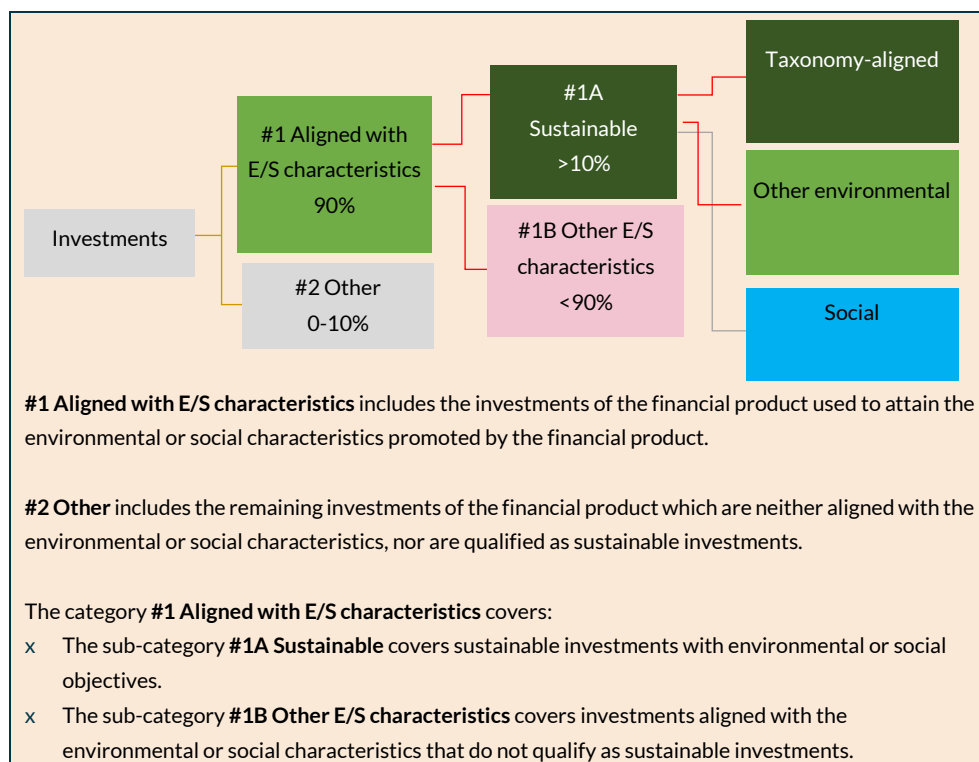 Taxonomy-aligned
#1A
Sustainable
>10%
#1 Aligned with
E/S characteristics
90%
Other environmental
Investments
#1B Other E/S
characteristics
<90%
#2 Other
0-10%
Social
#1 Aligned with E/S characteristics includes the investments of the financial product used to attain the
environmental or social characteristics promoted by the financial product.
#2 Other includes the remaining investments of the financial product which are neither aligned with the
environmental or social characteristics, nor are qualified as sustainable investments.
The category #1 Aligned with E/S characteristics covers:
x The sub-category #1A Sustainable covers sustainable investments with environmental or social
objectives.
x The sub-category #1B Other E/S characteristics covers investments aligned with the
environmental or social characteristics that do not qualify as sustainable investments.